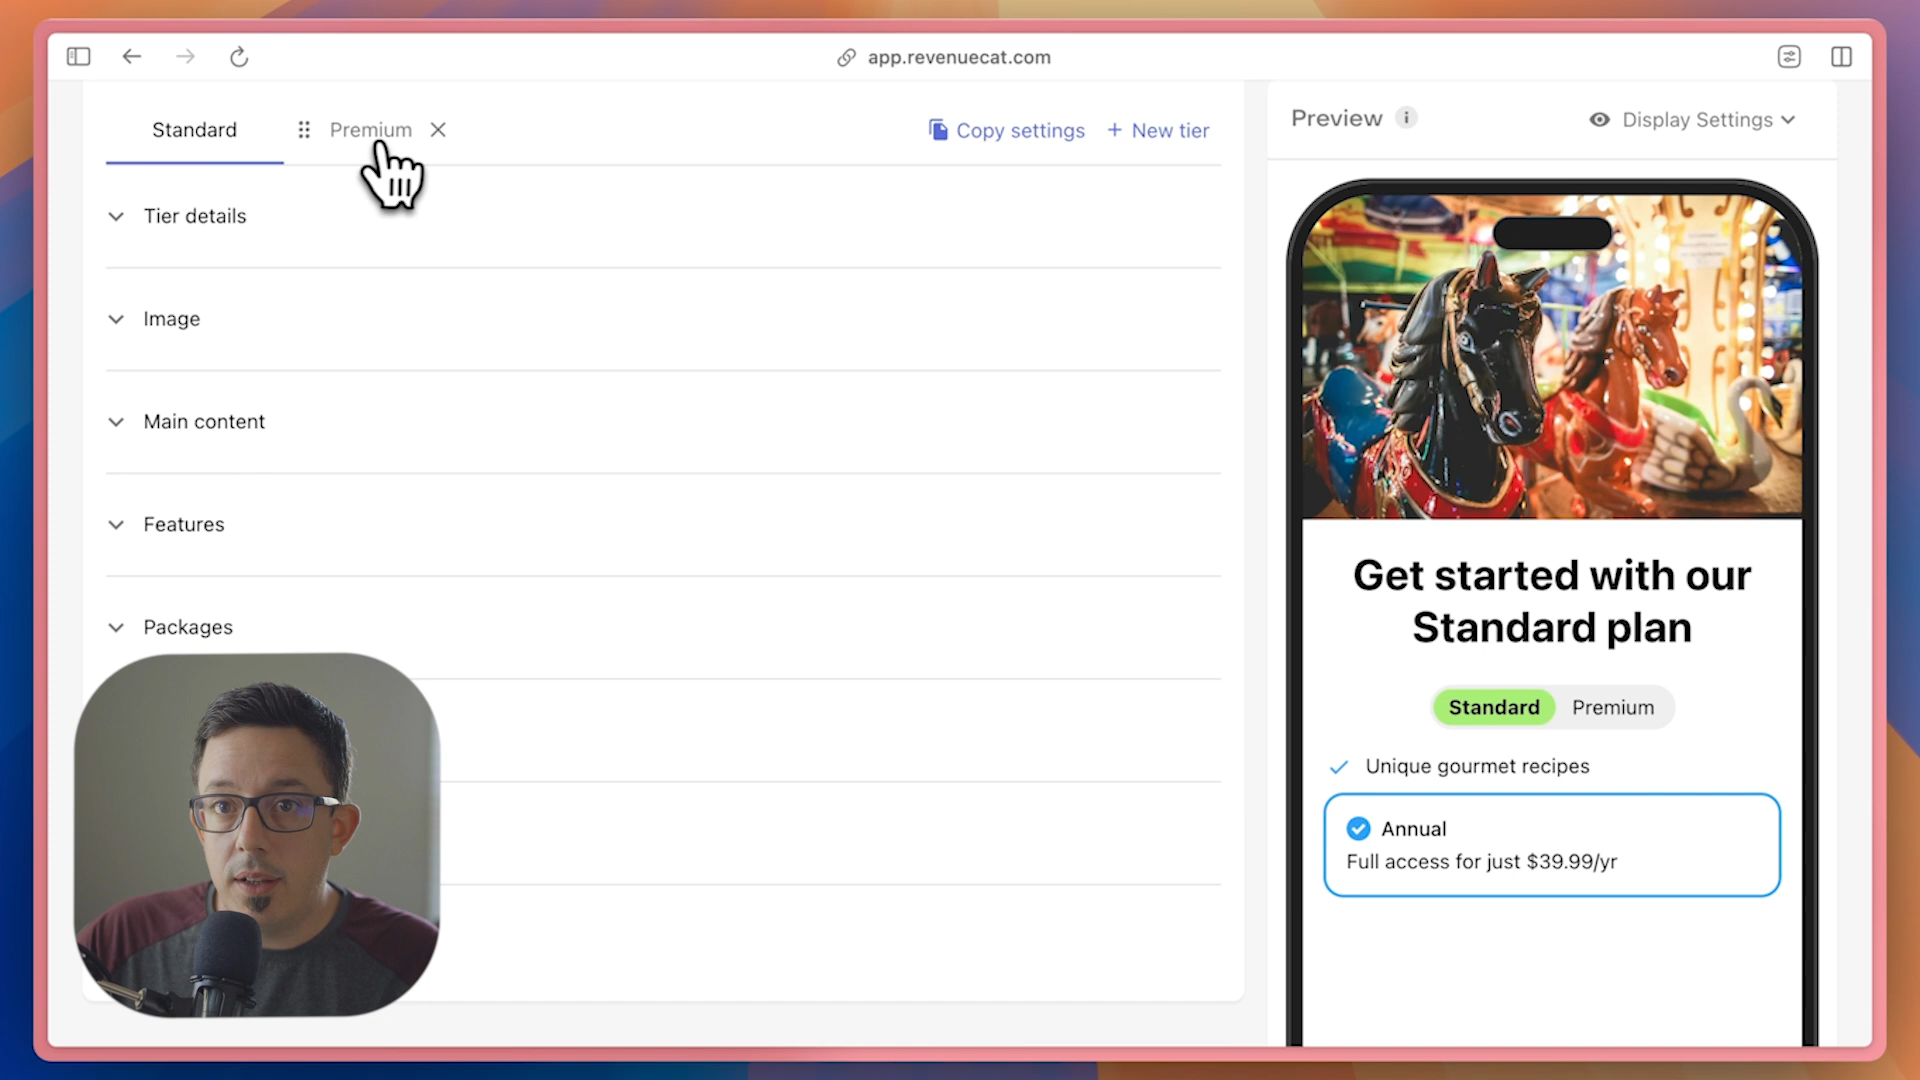 app.revenuecat.com
Standard
Premium
Copy settings
+ New tier
Tier details
Image
Main content
Features
Packages
Preview
Display Settings
Get started with our
Standard plan
Standard
Premium
Unique gourmet recipes
Annual
Full access for just $39.99/yr